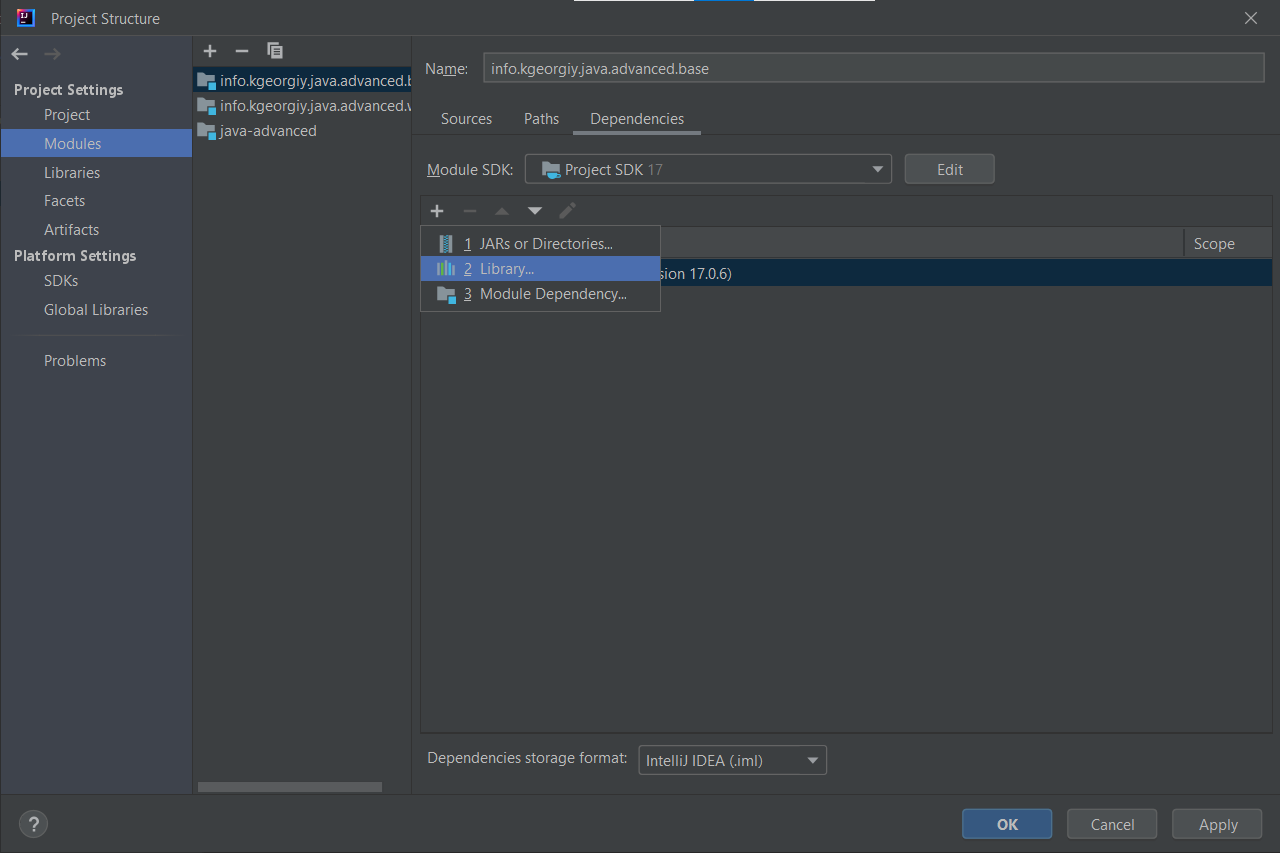 Project Structure
Project Settings
Project
Modules
Libraries
Facets
Artifacts
Platform Settings
SDKs
Global Libraries
Problems
info.kgeorgiy.java.advanced.b
info.kgeorgiy.java.advanced.
java-advanced
Name: info.kgeorgiy.java.advanced.base
Sources Paths Dependencies
Module SDK: Project SDK 17 Edit
Scope
1 JARs or Directories...
2 Library...
sion 17.0.6)
3 Module Dependency...
Dependencies storage format: IntelliJ IDEA (.iml)
? OK Cancel Apply